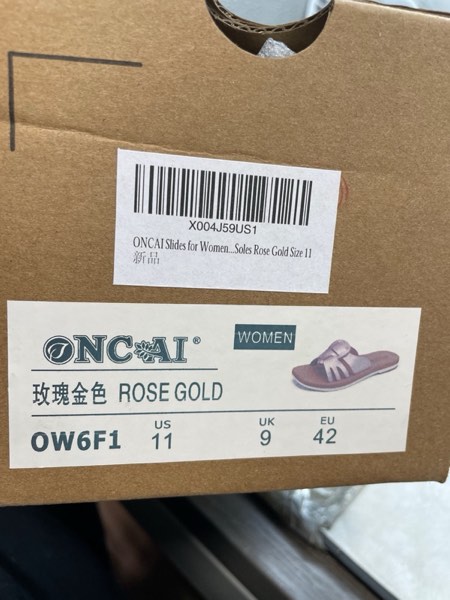 X004J59US1
ONCAI Slides for Women...Soles Rose Gold Size 11
新品
ONCAI®
WOMEN
玫瑰金色 ROSE GOLD
OW6F1
US UK EU
11 9 42